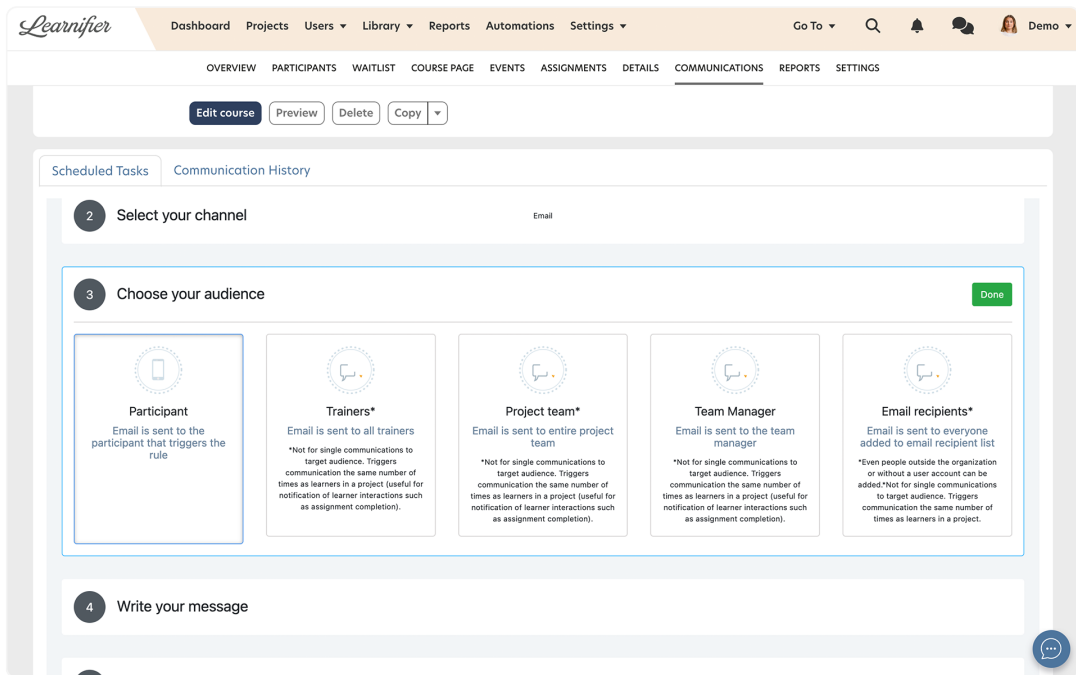 Learnifier
Dashboard Projects Users Library Reports Automations Settings Go To Demo
OVERVIEW PARTICIPANTS WAITLIST COURSE PAGE EVENTS ASSIGNMENTS DETAILS COMMUNICATIONS REPORTS SETTINGS
Edit course Preview Delete Copy
Scheduled Tasks Communication History
2 Select your channel Email
3 Choose your audience Done
Participant
Email is sent to the
participant that triggers the
rule
Trainers*
Email is sent to all trainers
*Not for single communications to
target audience. Triggers
communication the same number of
times as learners in a project (useful for
notification of learner interactions such
as assignment completion).
Project team*
Email is sent to entire project
team
*Not for single communications to
target audience. Triggers
communication the same number of
times as learners in a project (useful for
notification of learner interactions such
as assignment completion).
Team Manager
Email is sent to the team
manager
*Not for single communications to
target audience. Triggers
communication the same number of
times as learners in a project (useful for
notification of learner interactions such
as assignment completion).
Email recipients*
Email is sent to everyone
added to email recipient list
*Even people outside the organization
or without a user account can be
added.*Not for single communications
to target audience. Triggers
communication the same number of
times as learners in a project.
4 Write your message